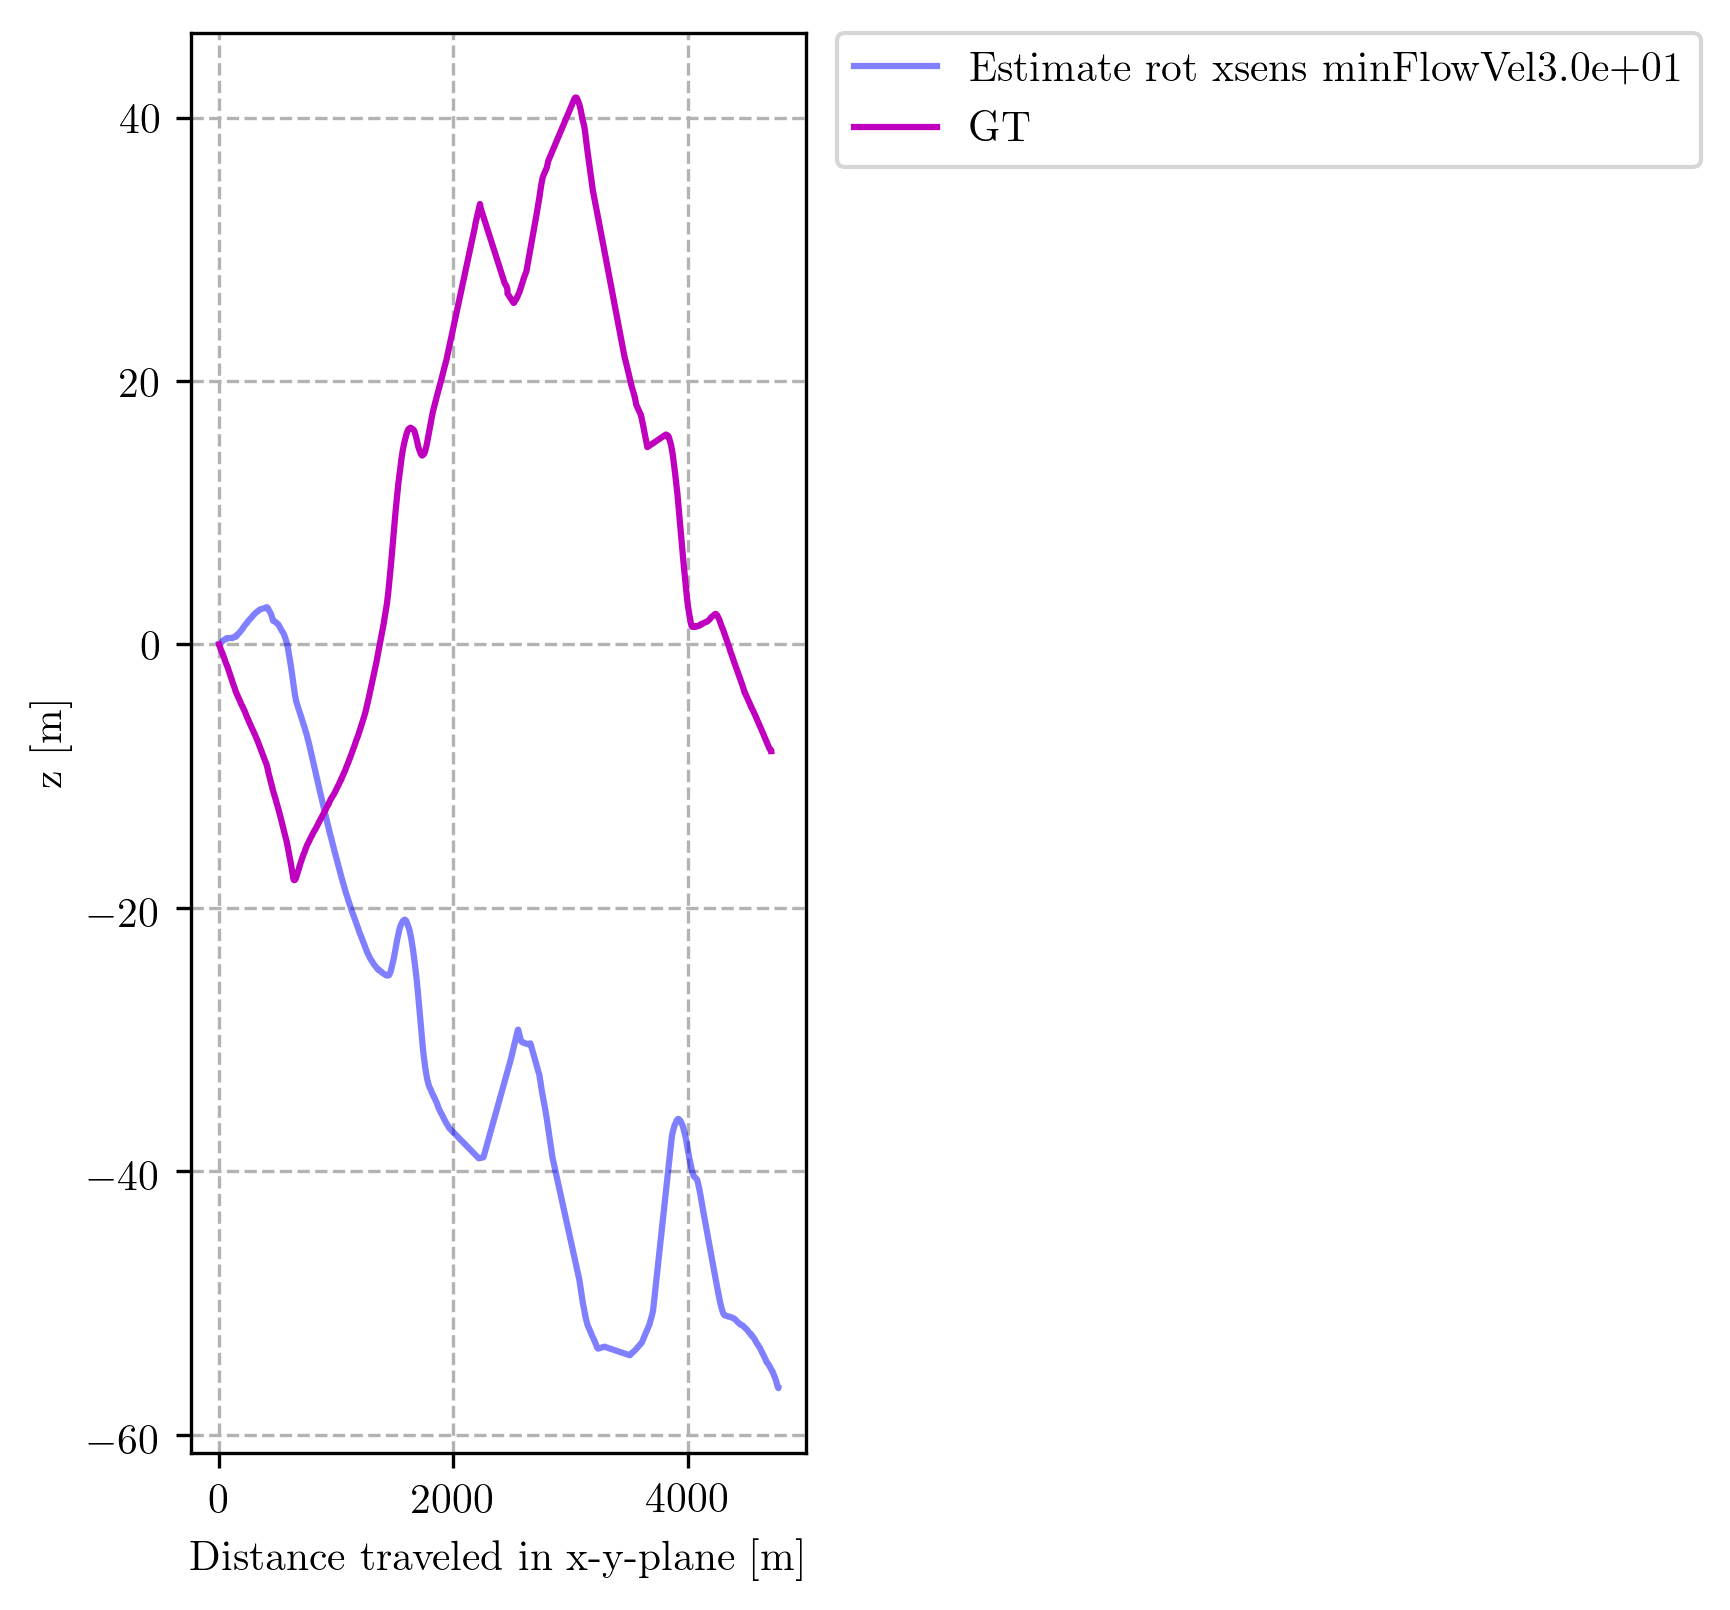 Estimate rot xsens minFlowVel3.0e+01
GT
40
20
0
−20
−40
−60
z [m]
0 2000 4000
Distance traveled in x-y-plane [m]